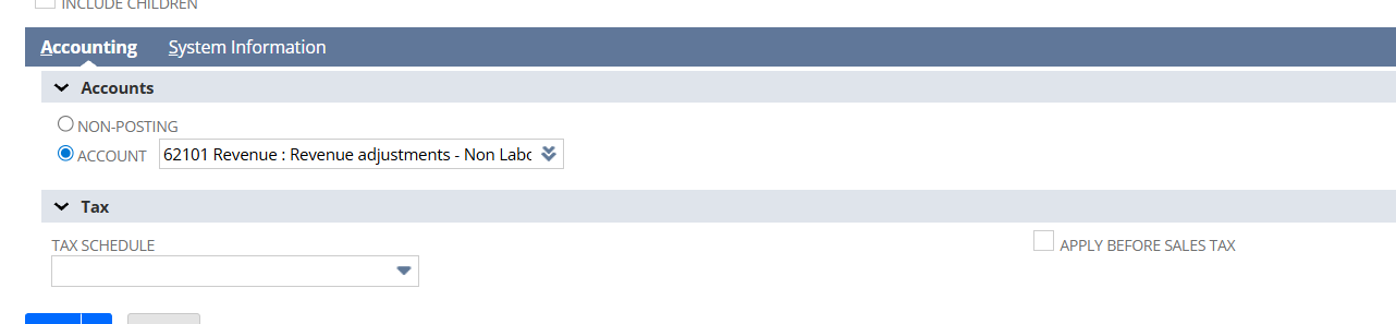 INCLUDE CHILDREN
Accounting System Information
Accounts
NON-POSTING
ACCOUNT 62101 Revenue : Revenue adjustments - Non Labc
Tax
TAX SCHEDULE
APPLY BEFORE SALES TAX